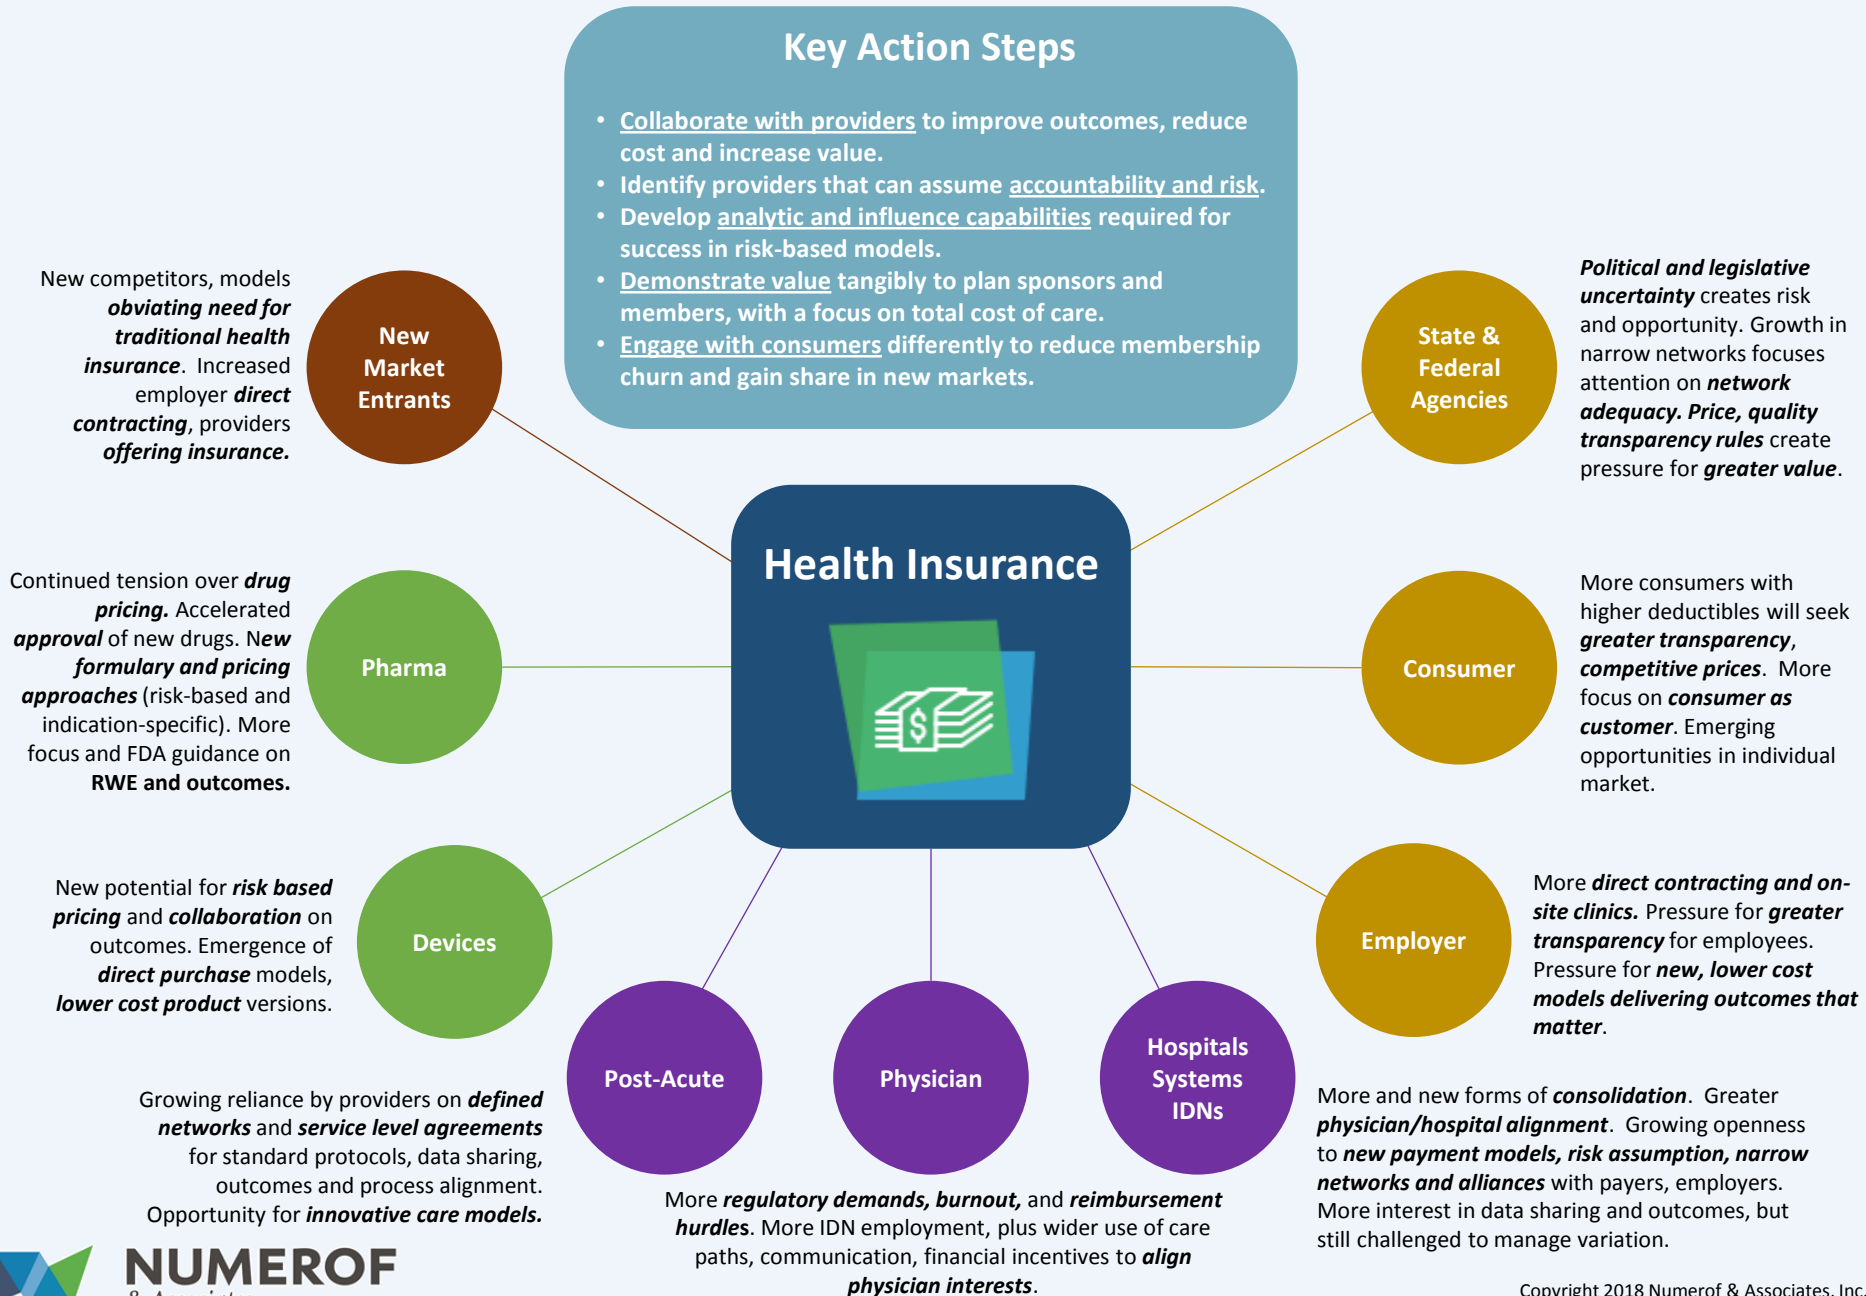 Key Action Steps
• Collaborate with providers to improve outcomes, reduce
cost and increase value.
• Identify providers that can assume accountability and risk.
• Develop analytic and influence capabilities required for
success in risk-based models.
• Demonstrate value tangibly to plan sponsors and
members, with a focus on total cost of care.
• Engage with consumers differently to reduce membership
churn and gain share in new markets.
New competitors, models
obviating need for
traditional health
insurance. Increased
employer direct
contracting, providers
offering insurance.
New
Market
Entrants
State &
Federal
Agencies
Political and legislative
uncertainty creates risk
and opportunity. Growth in
narrow networks focuses
attention on network
adequacy. Price, quality
transparency rules create
pressure for greater value.
Health Insurance
$
Continued tension over drug
pricing. Accelerated
approval of new drugs. New
formulary and pricing
approaches (risk-based and
indication-specific). More
focus and FDA guidance on
RWE and outcomes.
Pharma
Consumer
More consumers with
higher deductibles will seek
greater transparency,
competitive prices. More
focus on consumer as
customer. Emerging
opportunities in individual
market.
New potential for risk based
pricing and collaboration on
outcomes. Emergence of
direct purchase models,
lower cost product versions.
Devices
Employer
More direct contracting and on-
site clinics. Pressure for greater
transparency for employees.
Pressure for new, lower cost
models delivering outcomes that
matter.
Growing reliance by providers on defined
networks and service level agreements
for standard protocols, data sharing,
outcomes and process alignment.
Opportunity for innovative care models.
Post-Acute
Physician
Hospitals
Systems
IDNs
More regulatory demands, burnout, and reimbursement
hurdles. More IDN employment, plus wider use of care
paths, communication, financial incentives to align
physician interests.
More and new forms of consolidation. Greater
physician/hospital alignment. Growing openness
to new payment models, risk assumption, narrow
networks and alliances with payers, employers.
More interest in data sharing and outcomes, but
still challenged to manage variation.
NUMEROF
& Associates
Copyright 2018 Numerof & Associates, Inc.